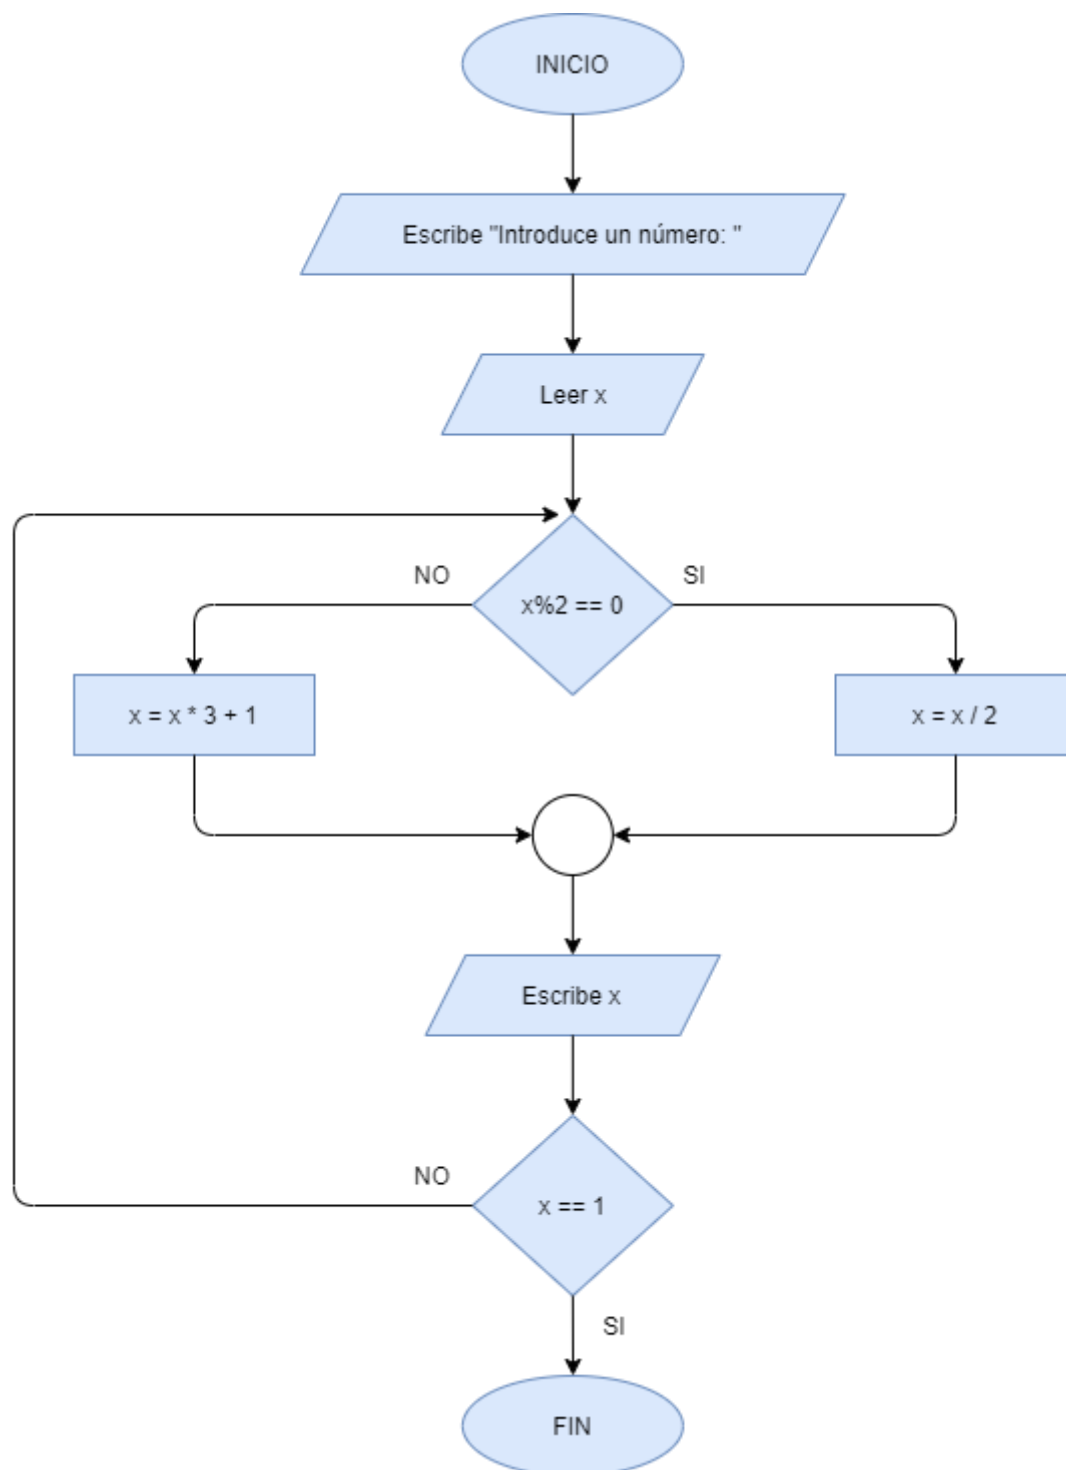 INICIO
Escribe "Introduce un número: "
Leer x
NO
SI
x%2 == 0
x = x * 3 + 1
x = x / 2
Escribe x
NO
x == 1
SI
FIN